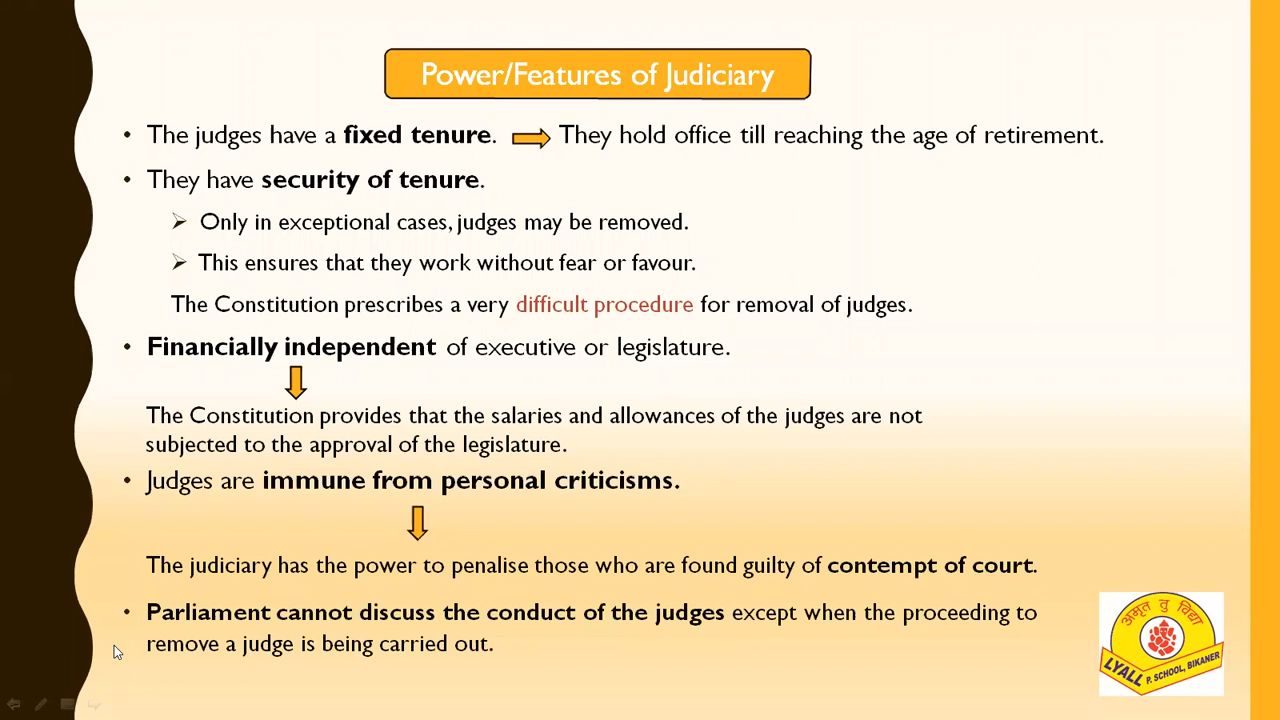 Power/Features of Judiciary
• The judges have a fixed tenure. They hold office till reaching the age of retirement.
• They have security of tenure.
➢ Only in exceptional cases, judges may be removed.
➢ This ensures that they work without fear or favour.
The Constitution prescribes a very difficult procedure for removal of judges.
• Financially independent of executive or legislature.
The Constitution provides that the salaries and allowances of the judges are not
subjected to the approval of the legislature.
• Judges are immune from personal criticisms.
The judiciary has the power to penalise those who are found guilty of contempt of court.
• Parliament cannot discuss the conduct of the judges except when the proceeding to
remove a judge is being carried out.
अमृतं तु विद्या
LYALL P. SCHOOL, BIKANER